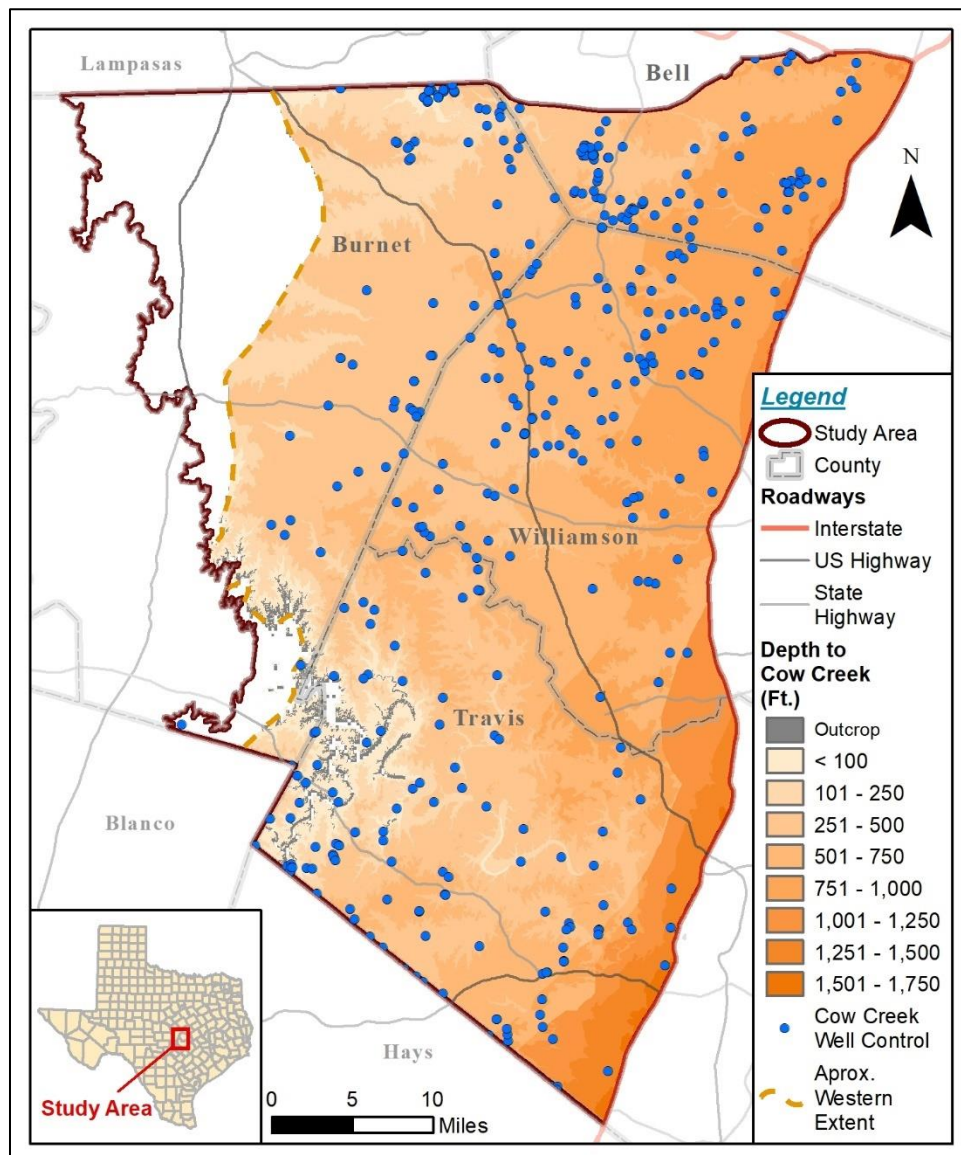 Lampasas
Bell
N
Burnet
Williamson
Travis
Blanco
Hays
Legend
Study Area
County
Roadways
Interstate
US Highway
State
Highway
Depth to
Cow Creek
(Ft.)
Outcrop
< 100
101 - 250
251 - 500
501 - 750
751 - 1,000
1,001 - 1,250
1,251 - 1,500
1,501 - 1,750
Cow Creek
Well Control
Aprox.
Western
Extent
Study Area
0 5 10
Miles